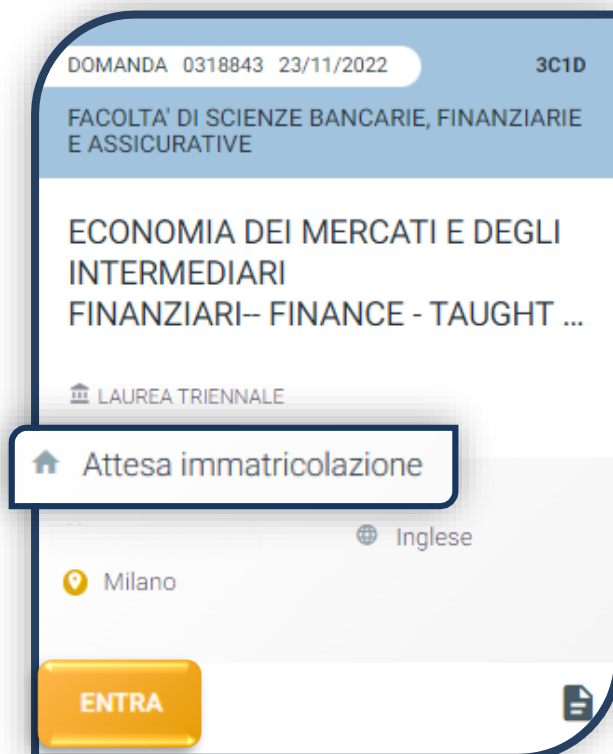 DOMANDA 0318843 23/11/2022 3C1D
FACOLTA' DI SCIENZE BANCARIE, FINANZIARIE
E ASSICURATIVE
ECONOMIA DEI MERCATI E DEGLI
INTERMEDIARI
FINANZIARI-- FINANCE - TAUGHT ...
LAUREA TRIENNALE
Attesa immatricolazione
Inglese
Milano
ENTRA